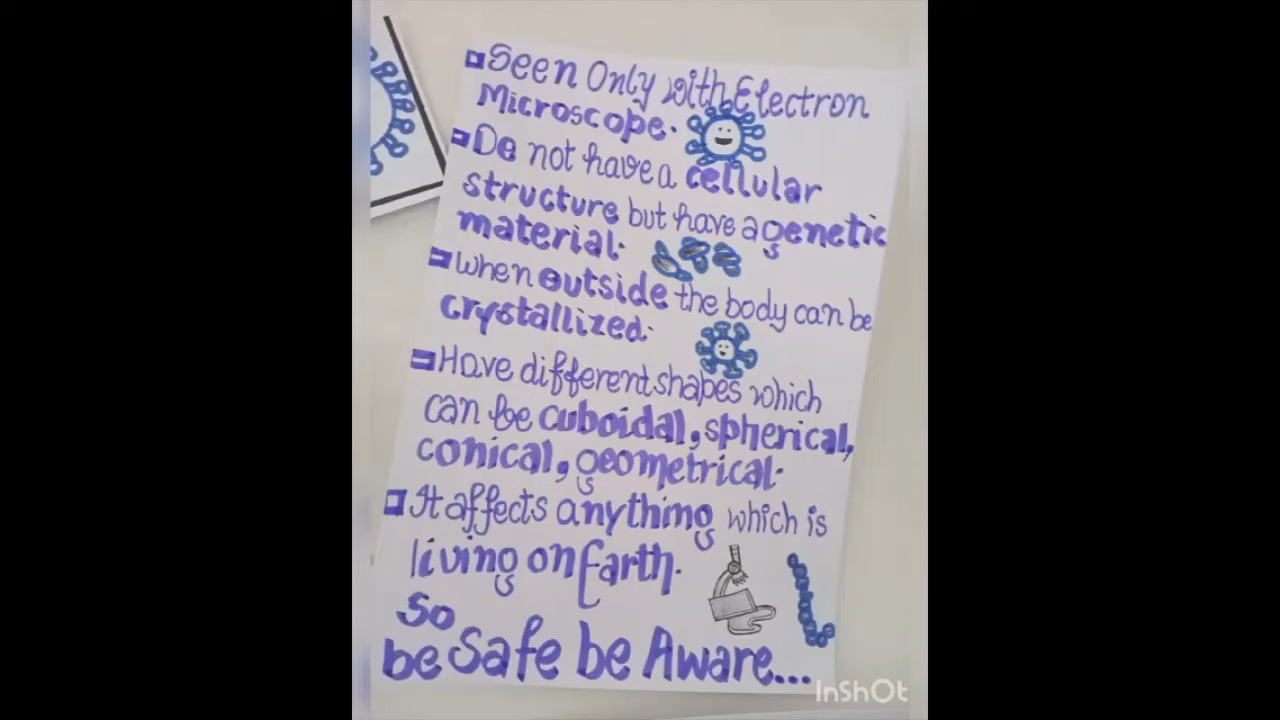 Seen Only with Electron
Microscope.
Do not have a cellular
structure but have a genetic
material.
When outside the body can be
crystallized.
Have different shapes which
can be cuboidal, spherical,
conical, geometrical.
It affects anything which is
living on Earth.
So
be Safe be Aware...
InShOt